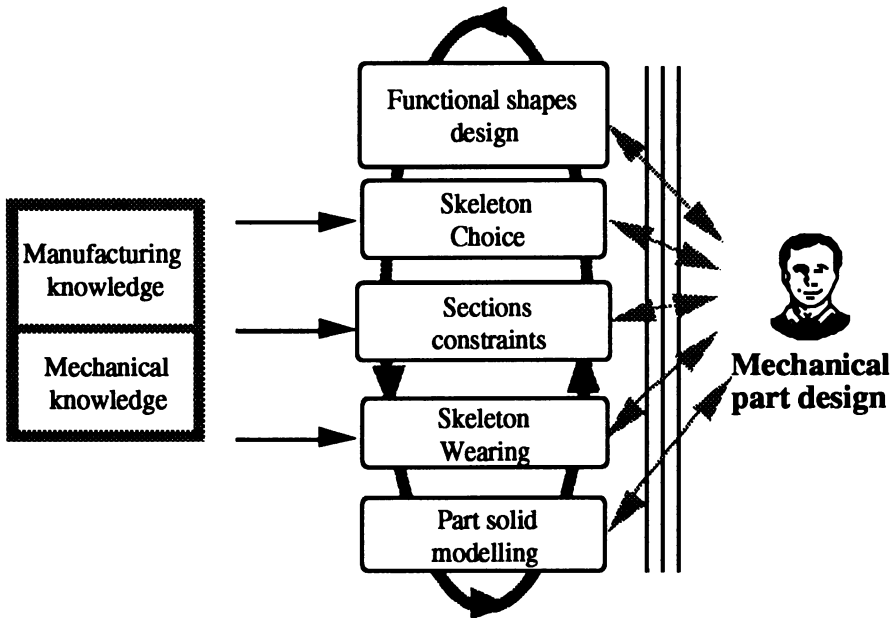 Functional shapes
design
Skeleton
Choice
Manufacturing
knowledge
Sections
constraints
Mechanical
knowledge
Mechanical
part design
Skeleton
Wearing
Part solid
modelling